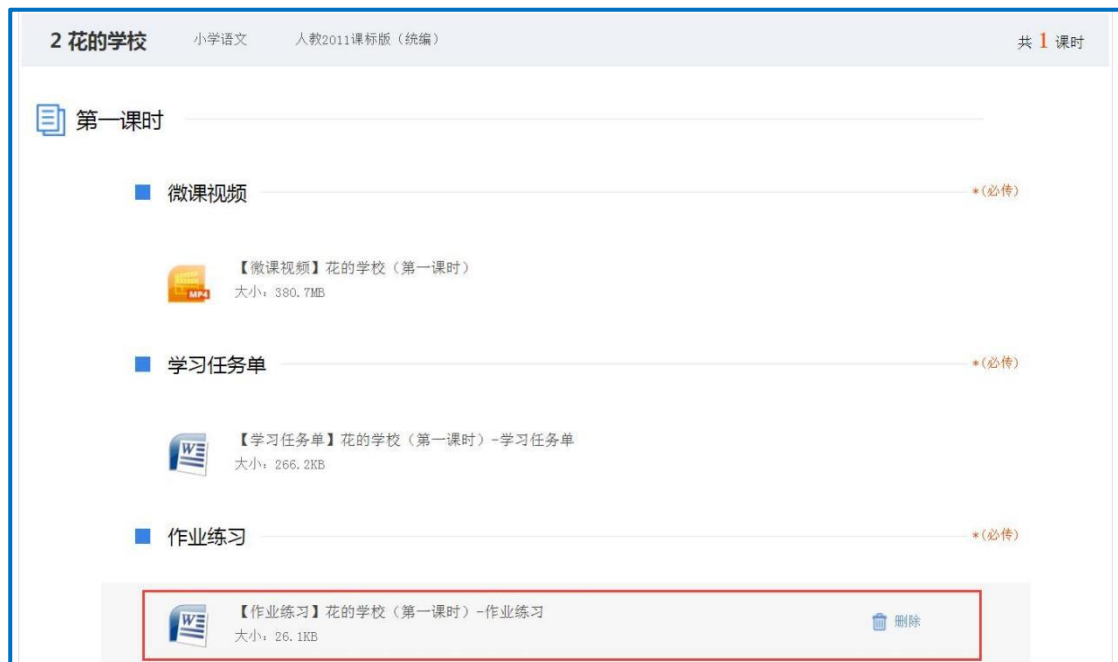 2 花的学校 小学语文 人教2011课标版（统编） 共 1 课时
第一课时
微课视频 *(必传)
【微课视频】花的学校（第一课时）
MP4
大小：380.7MB
学习任务单 *(必传)
【学习任务单】花的学校（第一课时）-学习任务单
W
大小：266.2KB
作业练习 *(必传)
【作业练习】花的学校（第一课时）-作业练习
W
删除
大小：26.1KB